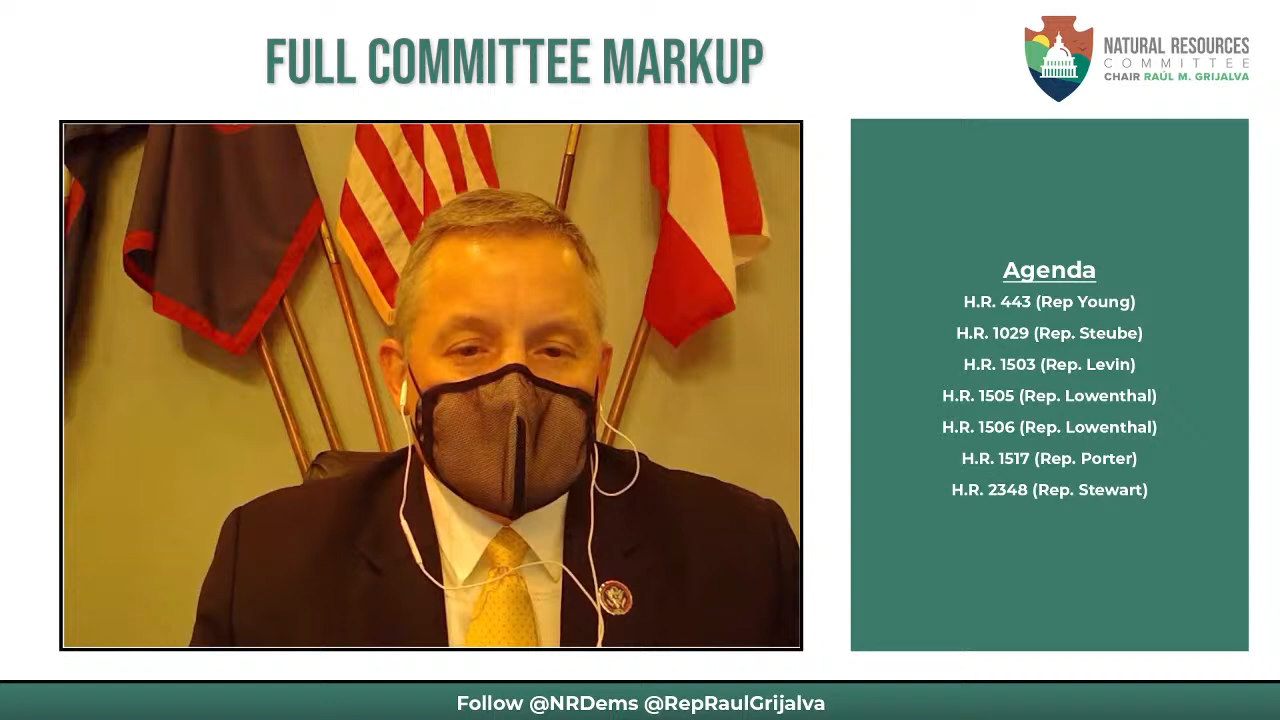 FULL COMMITTEE MARKUP
NATURAL RESOURCES
COMMITTEE
CHAIR RAÚL M. GRIJALVA
Agenda
H.R. 443 (Rep Young)
H.R. 1029 (Rep. Steube)
H.R. 1503 (Rep. Levin)
H.R. 1505 (Rep. Lowenthal)
H.R. 1506 (Rep. Lowenthal)
H.R. 1517 (Rep. Porter)
H.R. 2348 (Rep. Stewart)
Follow @NRDems @RepRaulGrijalva